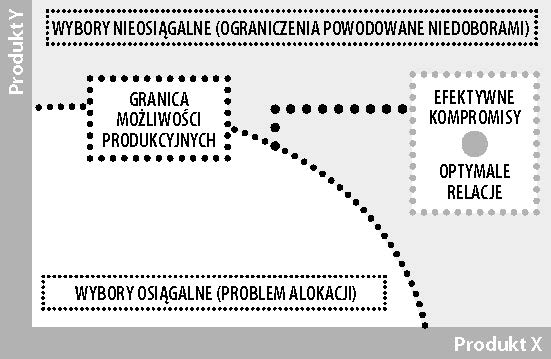 Produkt Y
WYBORY NIEOSIĄGALNE (OGRANICZENIA POWODOWANE NIEDOBORAMI)
GRANICA
MOŻLIWOŚCI
PRODUKCYJNYCH
EFEKTYWNE
KOMPROMISY
OPTYMALE
RELACJE
WYBORY OSIĄGALNE (PROBLEM ALOKACJI)
Produkt X